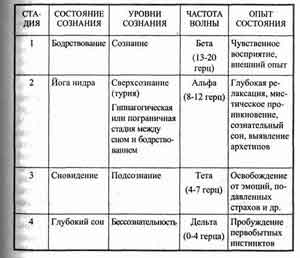 СТА- СОСТОЯНИЕ УРОВНИ ЧАСТОТА ОПЫТ
ДИЯ СОЗНАНИЯ СОЗНАНИЯ ВОЛНЫ СОСТОЯНИЯ
1 Бодрствование Сознание Бета Чувственное
(13-20 восприятие,
герц) внешний опыт
2 Йога нидра Сверхсознание Альфа Глубокая ре-
(турия) (8-12 герц) лаксация, мис-
Гипнагогическая тическое про-
или пограничная никновение,
стадия между сознательный
сном и бодрство- сон, выявление
ванием архетипов
3 Сновидение Подсознание Тета Освобождение
(4-7 герц) от эмоций, по-
давленных
страхов и др.
4 Глубокий сон Бессознательность Дельта Пробуждение
(0-4 герца) первобытных
инстинктов